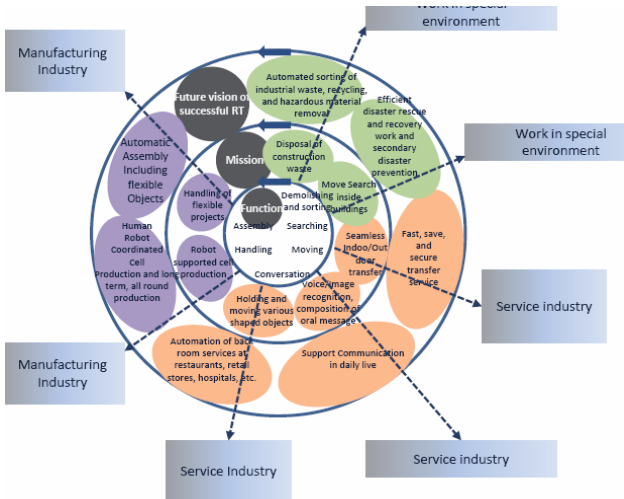 Work in special
environment
Manufacturing
Industry
Future vision of
successful RT
Automated sorting of
industrial waste, recycling,
and hazardous material
removal
Efficient
disaster rescue and
recovery
work and
secondary
disaster
prevention
Work in special
environment
Automatic
Assembly
Including
flexible
Objects
Mission
Disposal of
construction
waste
Handling of
flexible
projects
Function
Demolishing
and sorting
Move Search
inside
buildings
Assembly
Searching
Handling
Moving
Conversation
Human
Robot
Coordinated
Cell
Production and long
term, all round
production
Robot
supported cell
production
Seamless
Indoo/Out
door
transfer
Fast, save,
and
secure
transfer
service
Service industry
Holding and
moving various
shaped objects
Voice/image
recognition,
composition of
oral message
Manufacturing
Industry
Automation of back
room services at
restaurants, retail
stores, hospitals, etc.
Support Communication
in daily live
Service Industry
Service industry